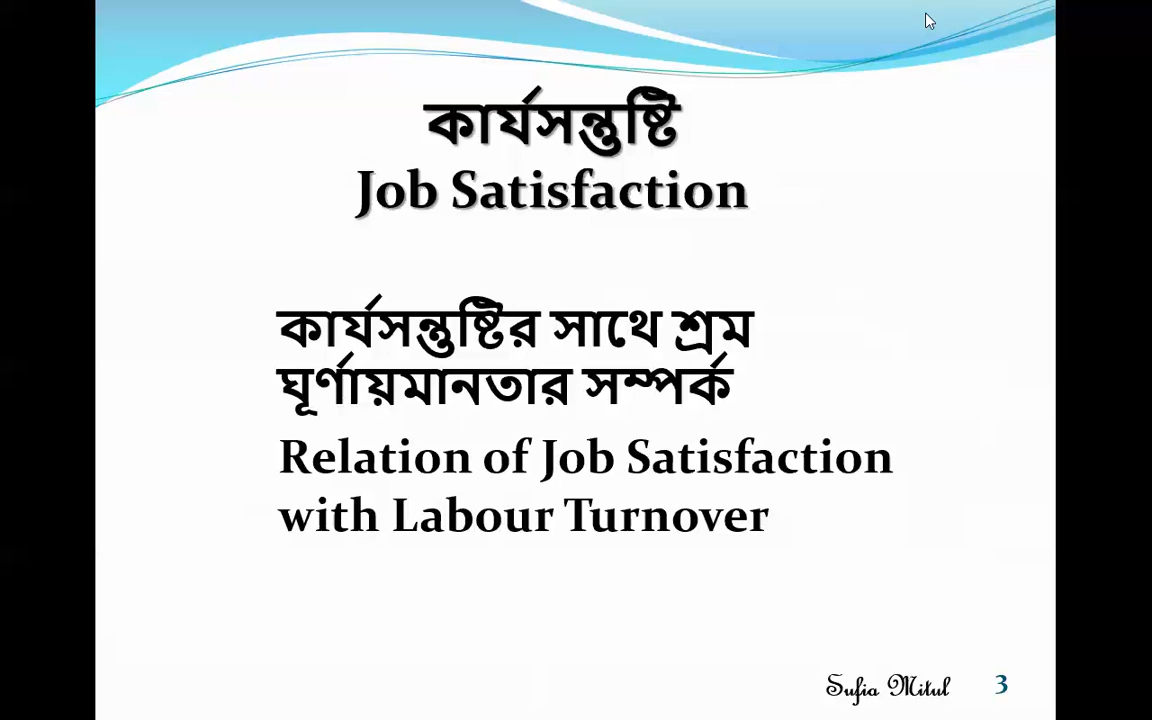 কার্যসন্তুষ্টি
Job Satisfaction
কার্যসন্তুষ্টির সাথে শ্রম
ঘূর্ণায়মানতার সম্পর্ক
Relation of Job Satisfaction
with Labour Turnover
Sufia Mitul 3